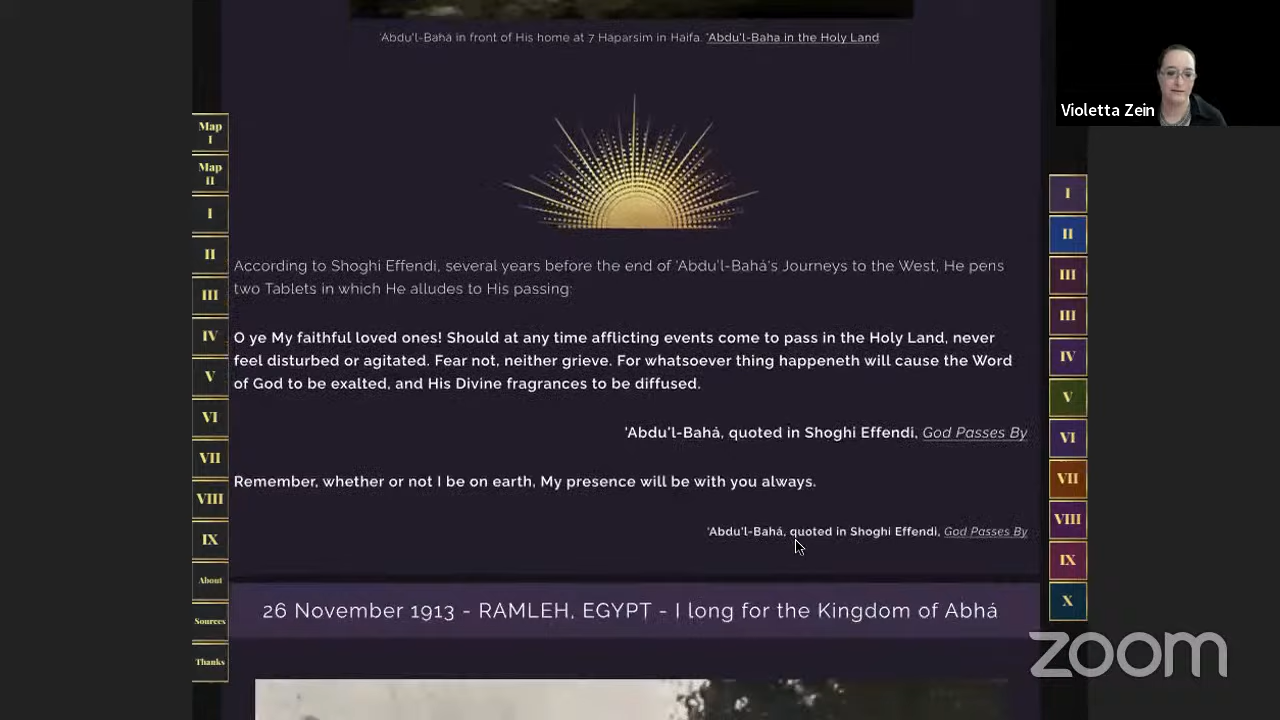 'Abdu'l-Bahá in front of His home at 7 Haparsim in Haifa. 'Abdu'l-Baha in the Holy Land
Violetta Zein
Map
I
Map
II
I
II
III
IV
V
VI
VII
VIII
IX
About
Sources
Thanks
According to Shoghi Effendi, several years before the end of 'Abdu'l-Bahá's Journeys to the West, He pens
two Tablets in which He alludes to His passing:
O ye My faithful loved ones! Should at any time afflicting events come to pass in the Holy Land, never
feel disturbed or agitated. Fear not, neither grieve. For whatsoever thing happeneth will cause the Word
of God to be exalted, and His Divine fragrances to be diffused.
'Abdu'l-Bahá, quoted in Shoghi Effendi, God Passes By
Remember, whether or not I be on earth, My presence will be with you always.
'Abdu'l-Bahá, quoted in Shoghi Effendi, God Passes By
26 November 1913 - RAMLEH, EGYPT - I long for the Kingdom of Abhá
I
II
III
III
IV
V
VI
VII
VIII
IX
X
zoom